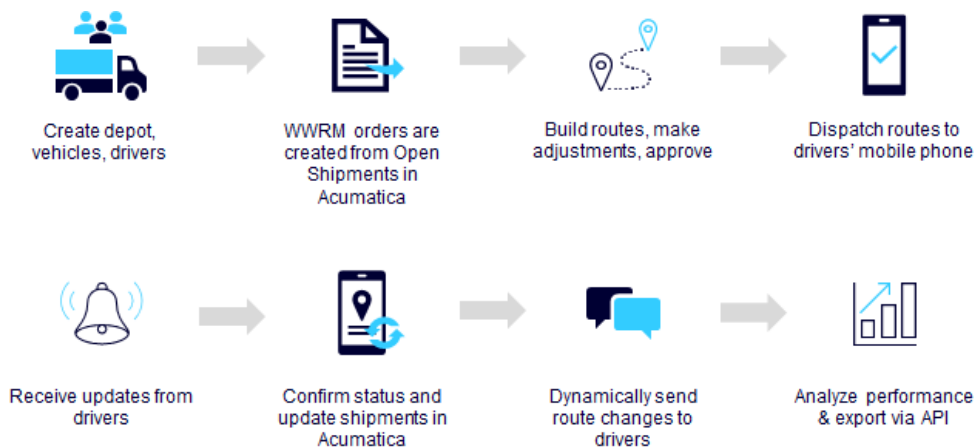 Create depot,
vehicles, drivers
WWRM orders are
created from Open
Shipments in
Acumatica
Build routes, make
adjustments, approve
Dispatch routes to
drivers' mobile phone
Receive updates from
drivers
Confirm status and
update shipments in
Acumatica
Dynamically send
route changes to
drivers
Analyze performance
& export via API